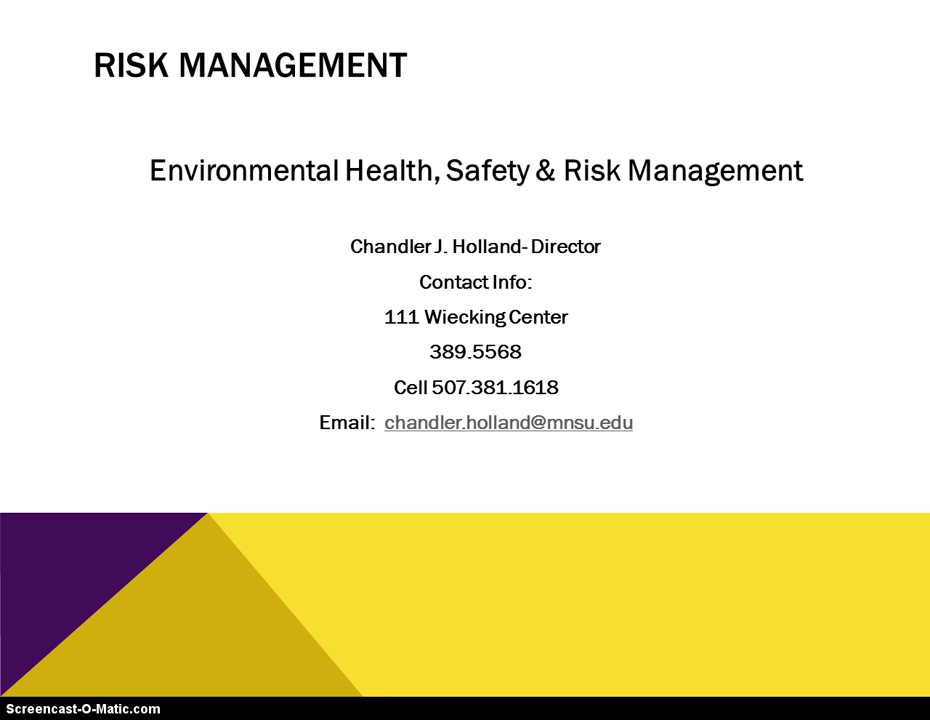 RISK MANAGEMENT
Environmental Health, Safety & Risk Management
Chandler J. Holland- Director
Contact Info:
111 Wiecking Center
389.5568
Cell 507.381.1618
Email: chandler.holland@mnsu.edu
Screencast-O-Matic.com